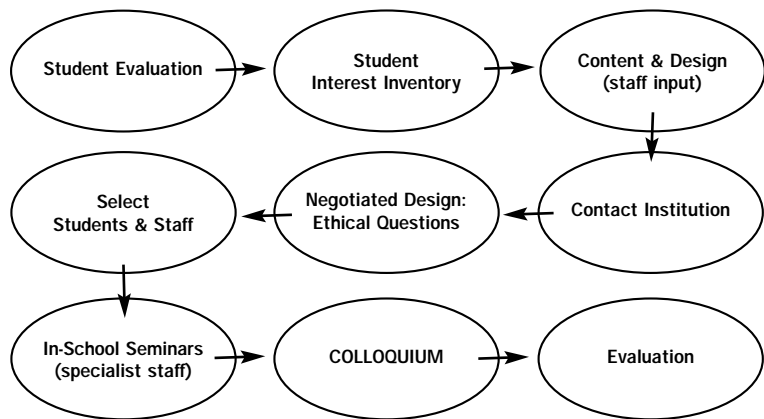 Student Evaluation
Student
Interest Inventory
Content & Design
(staff input)
Select
Students & Staff
Negotiated Design:
Ethical Questions
Contact Institution
In-School Seminars
(specialist staff)
COLLOQUIUM
Evaluation